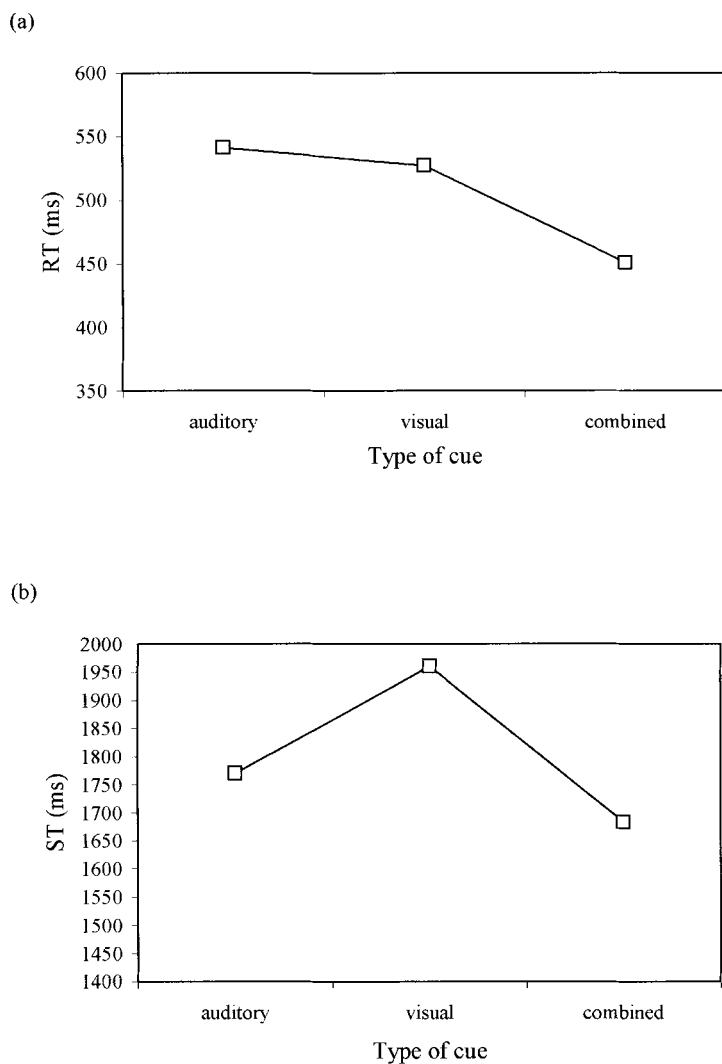 (a)
600
550
500
450
400
350
RT (ms)
auditory visual combined
Type of cue
(b)
2000
1950
1900
1850
1800
1750
1700
1650
1600
1550
1500
1450
1400
ST (ms)
auditory visual combined
Type of cue